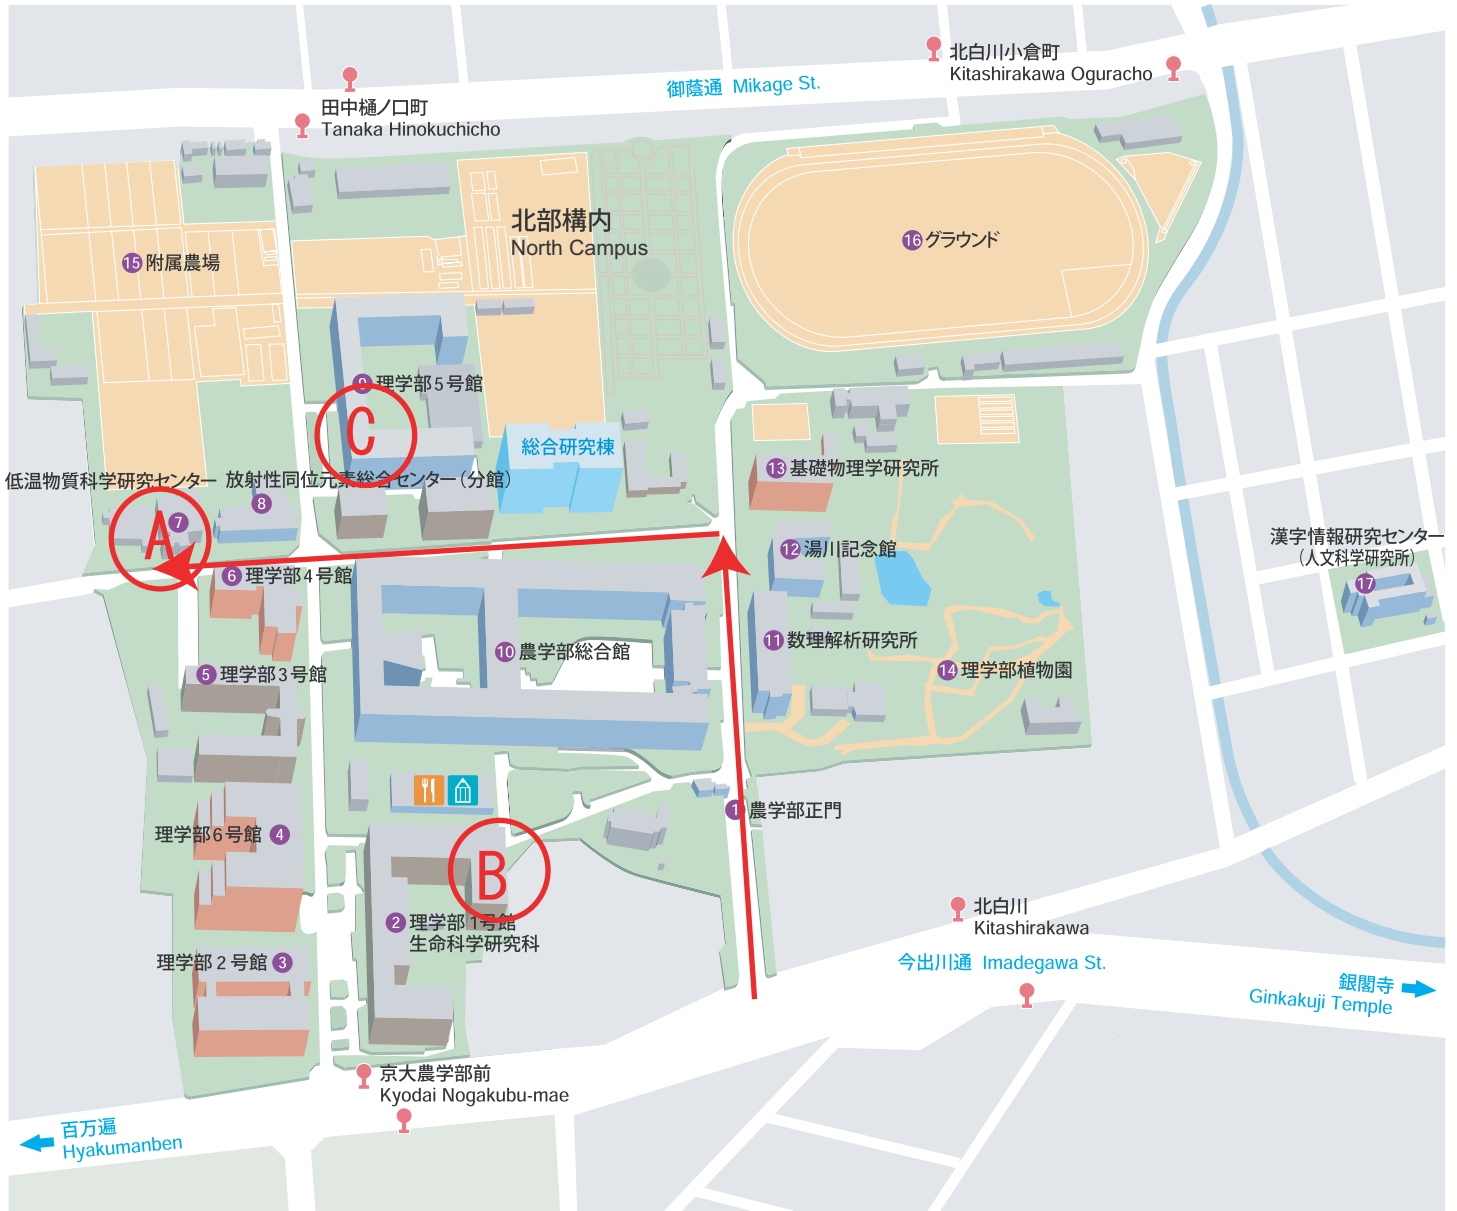 北白川小倉町
Kitashirakawa Oguracho
御蔭通 Mikage St.
田中樋ノ口町
Tanaka Hinokuchicho
北部構内
North Campus
16 グラウンド
15 附属農場
9 理学部5号館
C
総合研究棟
13 基礎物理学研究所
低温物質科学研究センター
放射性同位元素総合センター(分館)
8
7
A
12 湯川記念館
漢字情報研究センター
(人文科学研究所)
17
6 理学部4号館
11 数理解析研究所
10 農学部総合館
5 理学部3号館
14 理学部植物園
1 農学部正門
理学部6号館 4
B
2 理学部1号館
生命科学研究科
北白川
Kitashirakawa
理学部2号館 3
今出川通 Imadegawa St.
銀閣寺
Ginkakuji Temple
京大農学部前
Kyodai Nogakubu-mae
百万遍
Hyakumanben